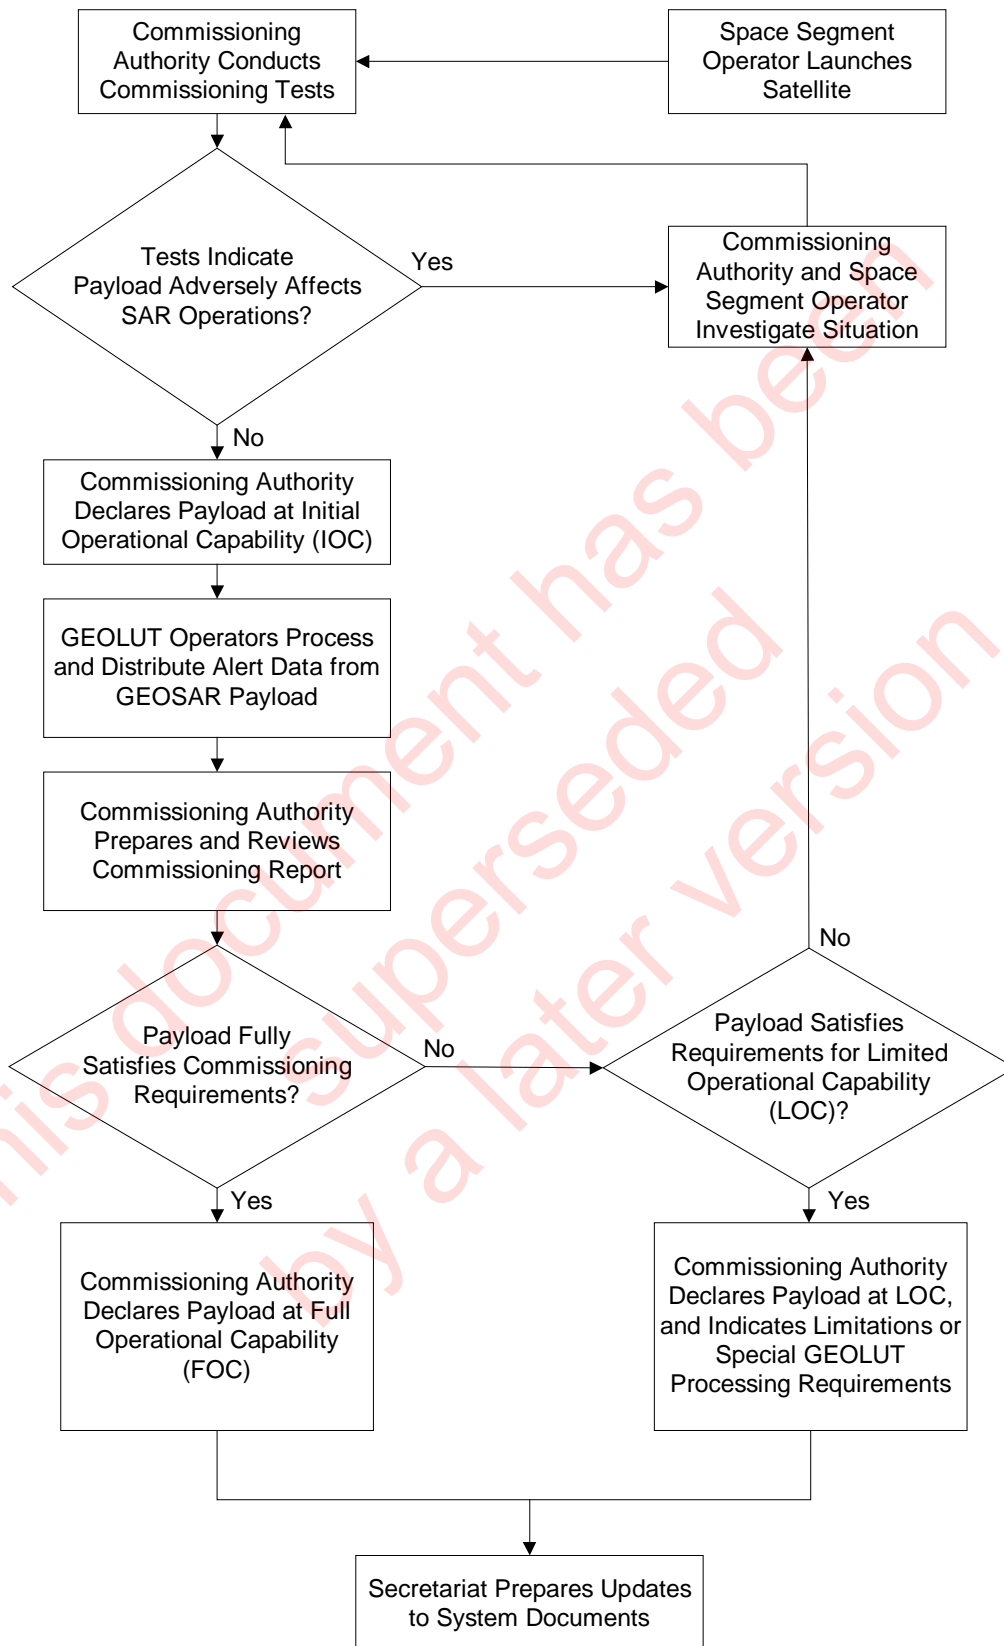 Commissioning
Authority Conducts
Commissioning Tests
Space Segment
Operator Launches
Satellite
Tests Indicate
Payload Adversely Affects
SAR Operations?
Yes
Commissioning
Authority and Space
Segment Operator
Investigate Situation
No
Commissioning Authority
Declares Payload at Initial
Operational Capability (IOC)
GEOLUT Operators Process
and Distribute Alert Data from
GEOSAR Payload
Commissioning Authority
Prepares and Reviews
Commissioning Report
Payload Fully
Satisfies Commissioning
Requirements?
No
No
Payload Satisfies
Requirements for Limited
Operational Capability
(LOC)?
Yes
Yes
Commissioning Authority
Declares Payload at Full
Operational Capability
(FOC)
Commissioning Authority
Declares Payload at LOC,
and Indicates Limitations or
Special GEOLUT
Processing Requirements
Secretariat Prepares Updates
to System Documents
his document has been
superseded
by a later version